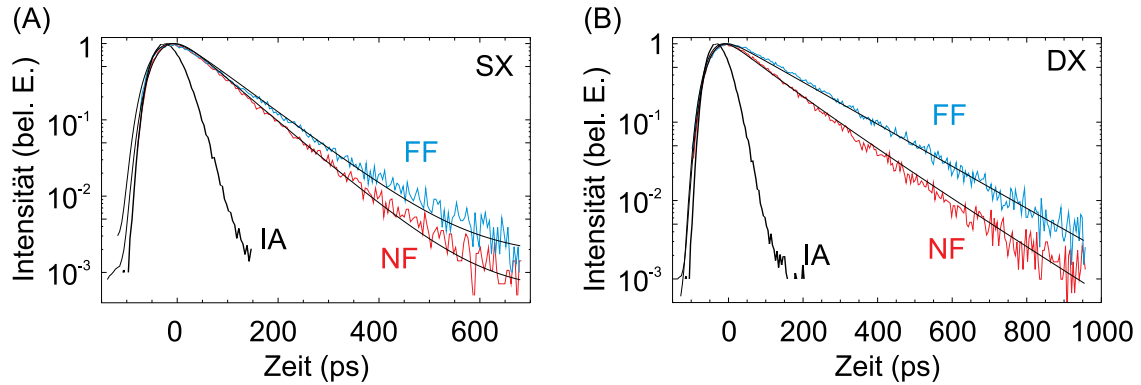 (A)
Intensität (bel. E.)
1
10⁻¹
10⁻²
10⁻³
SX
FF
IA
NF
0 200 400 600
Zeit (ps)
(B)
Intensität (bel. E.)
1
10⁻¹
10⁻²
10⁻³
DX
FF
NF
IA
0 200 400 600 800 1000
Zeit (ps)